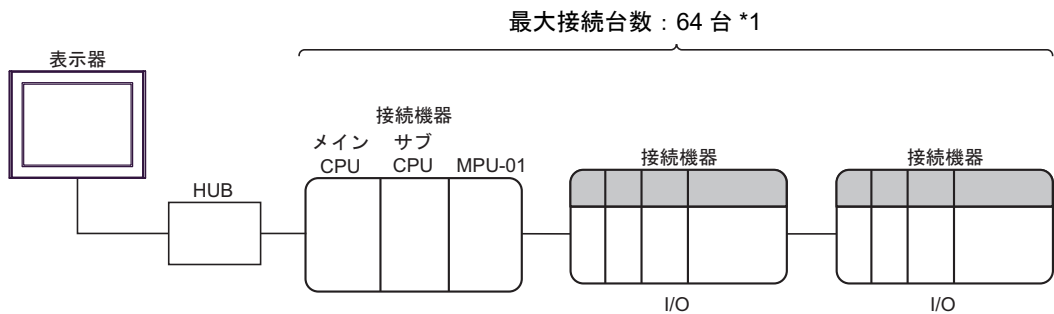 最大接続台数：64 台 *1
表示器
接続機器
メイン サブ
CPU CPU MPU-01
接続機器
接続機器
HUB
I/O
I/O